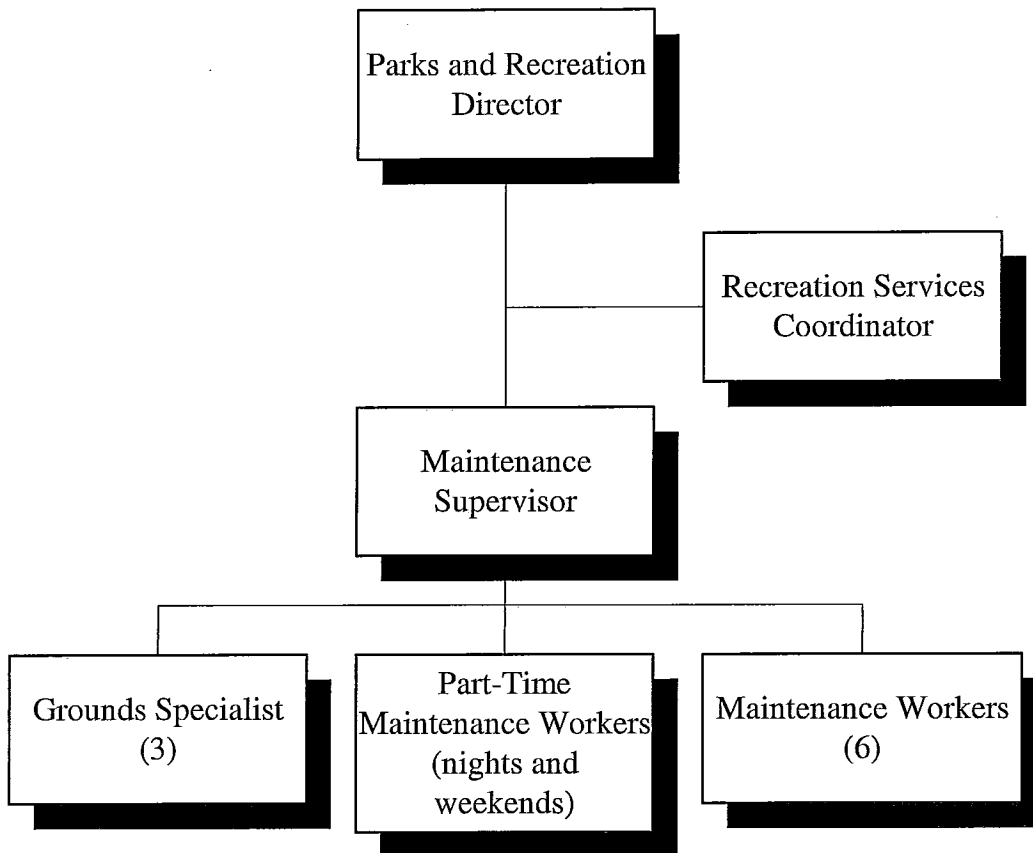 Parks and Recreation
Director
Recreation Services
Coordinator
Maintenance
Supervisor
Grounds Specialist
(3)
Part-Time
Maintenance Workers
(nights and
weekends)
Maintenance Workers
(6)